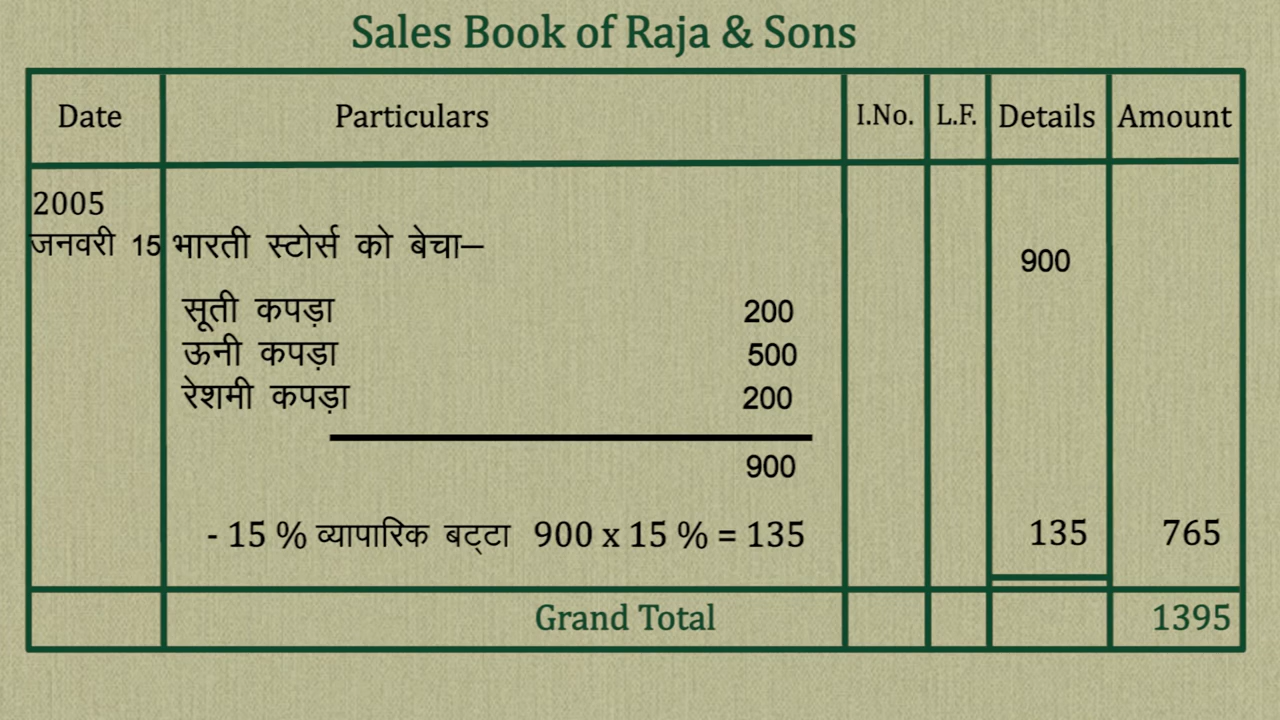 Sales Book of Raja & Sons
Date Particulars I.No. L.F. Details Amount
2005
जनवरी 15 भारती स्टोर्स को बेचा— 900
सूती कपड़ा 200
ऊनी कपड़ा 500
रेशमी कपड़ा 200
900
- 15 % व्यापारिक बट्टा 900 x 15 % = 135 135 765
Grand Total 1395